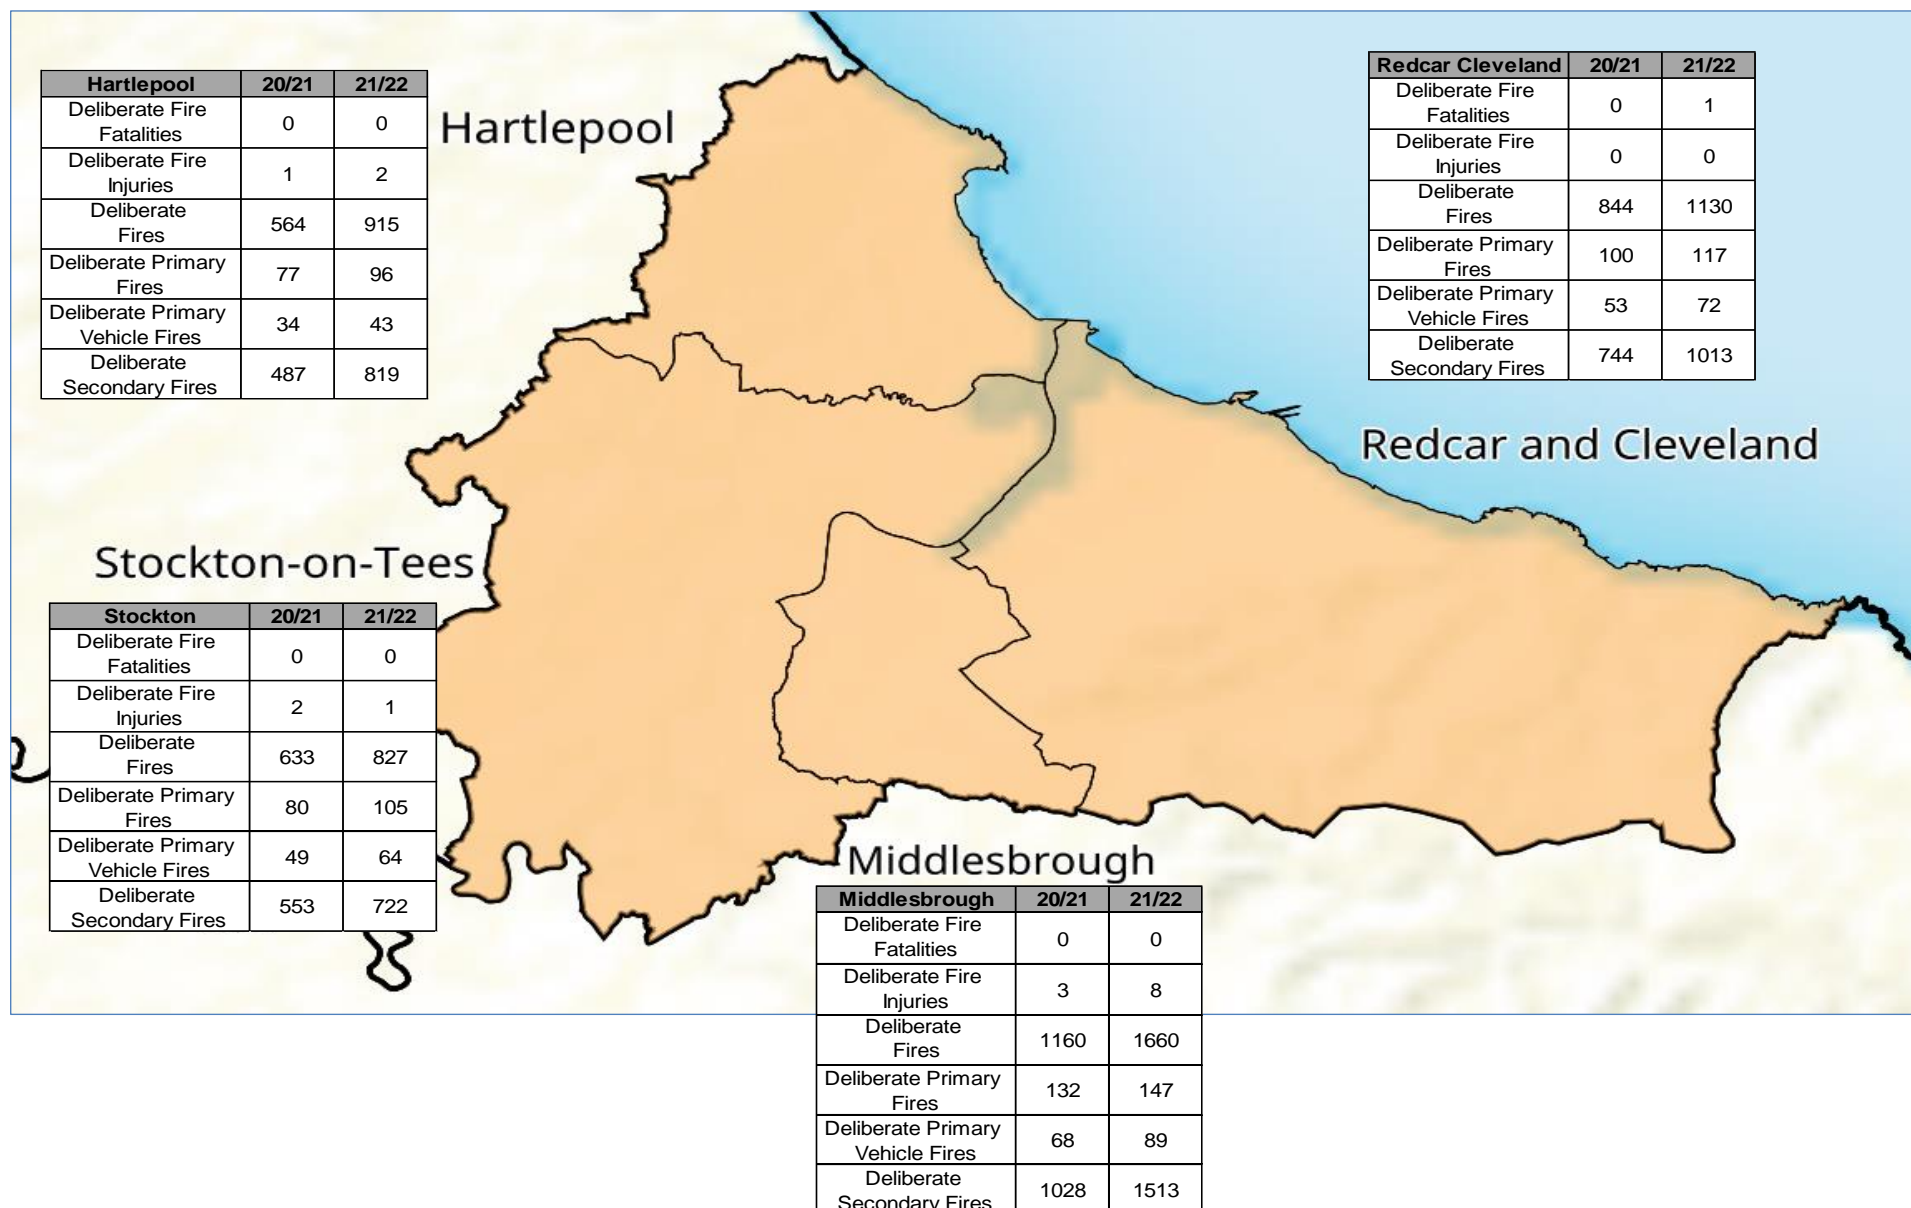 Hartlepool 20/21 21/22
Deliberate Fire
Fatalities 0 0
Deliberate Fire
Injuries 1 2
Deliberate
Fires 564 915
Deliberate Primary
Fires 77 96
Deliberate Primary
Vehicle Fires 34 43
Deliberate
Secondary Fires 487 819
Hartlepool
Redcar Cleveland 20/21 21/22
Deliberate Fire
Fatalities 0 1
Deliberate Fire
Injuries 0 0
Deliberate
Fires 844 1130
Deliberate Primary
Fires 100 117
Deliberate Primary
Vehicle Fires 53 72
Deliberate
Secondary Fires 744 1013
Redcar and Cleveland
Stockton-on-Tees
Stockton 20/21 21/22
Deliberate Fire
Fatalities 0 0
Deliberate Fire
Injuries 2 1
Deliberate
Fires 633 827
Deliberate Primary
Fires 80 105
Deliberate Primary
Vehicle Fires 49 64
Deliberate
Secondary Fires 553 722
Middlesbrough
Middlesbrough 20/21 21/22
Deliberate Fire
Fatalities 0 0
Deliberate Fire
Injuries 3 8
Deliberate
Fires 1160 1660
Deliberate Primary
Fires 132 147
Deliberate Primary
Vehicle Fires 68 89
Deliberate
Secondary Fires 1028 1513